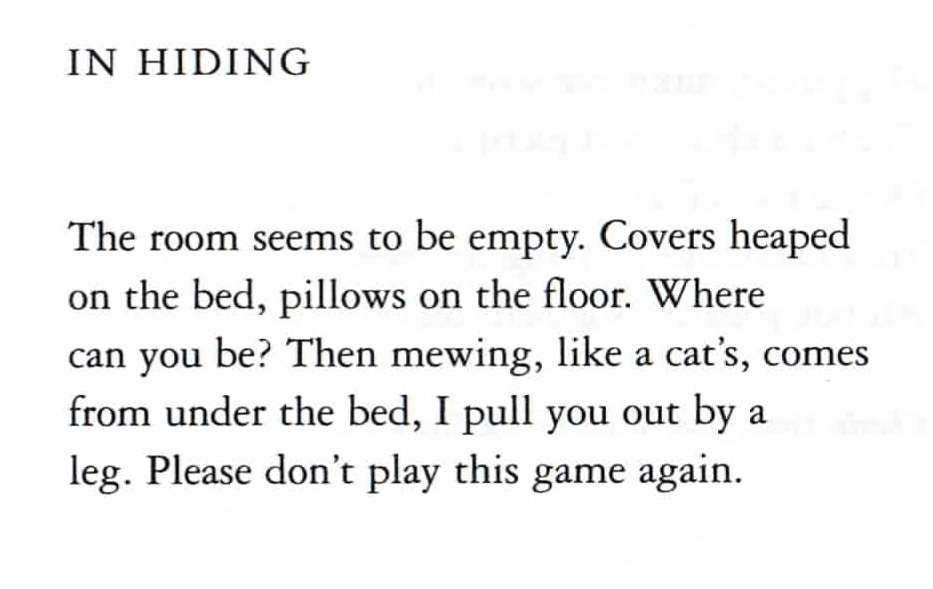 IN HIDING
The room seems to be empty. Covers heaped
on the bed, pillows on the floor. Where
can you be? Then mewing, like a cat's, comes
from under the bed, I pull you out by a
leg. Please don't play this game again.